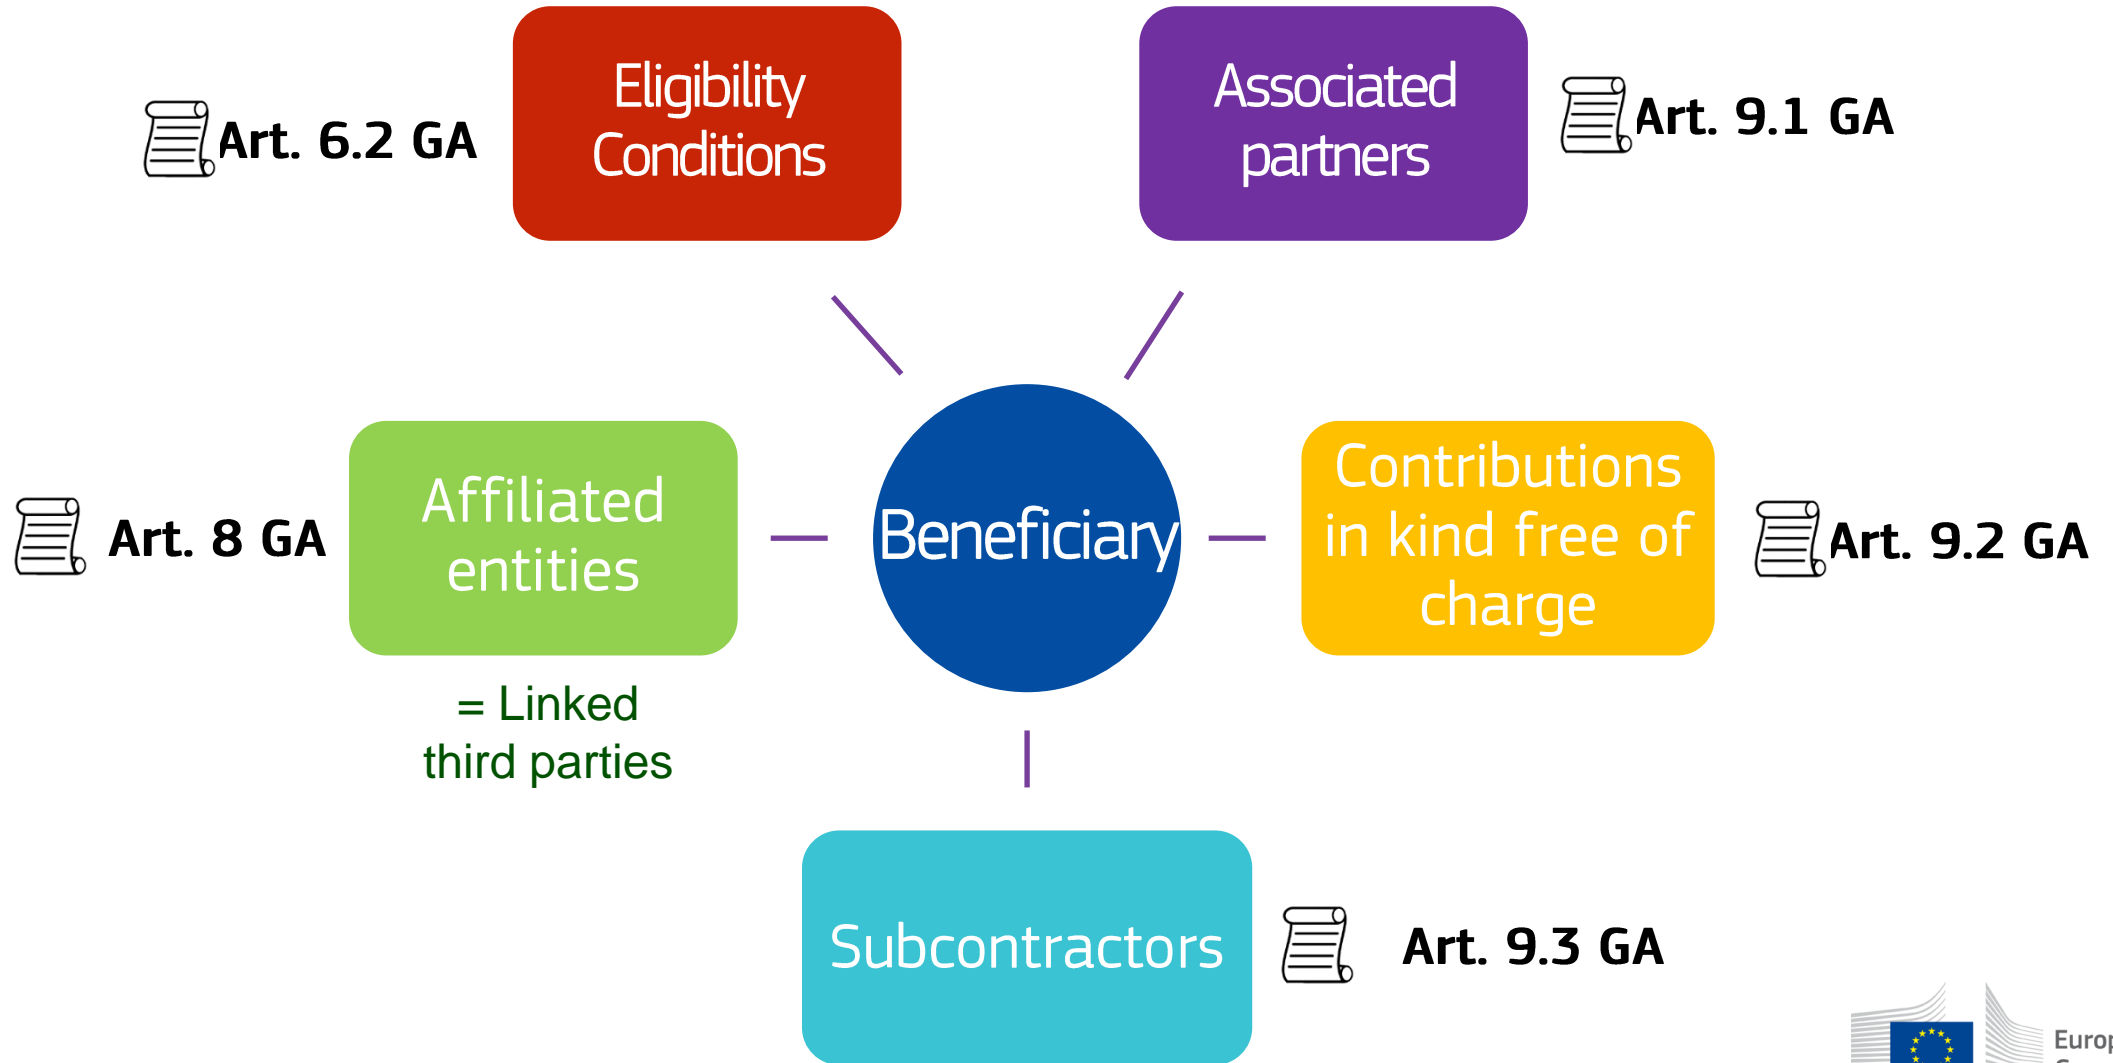 Eligibility
Conditions
Art. 6.2 GA
Associated
partners
Art. 9.1 GA
Affiliated
entities
Art. 8 GA
= Linked
third parties
Beneficiary
Contributions
in kind free of
charge
Art. 9.2 GA
Subcontractors
Art. 9.3 GA